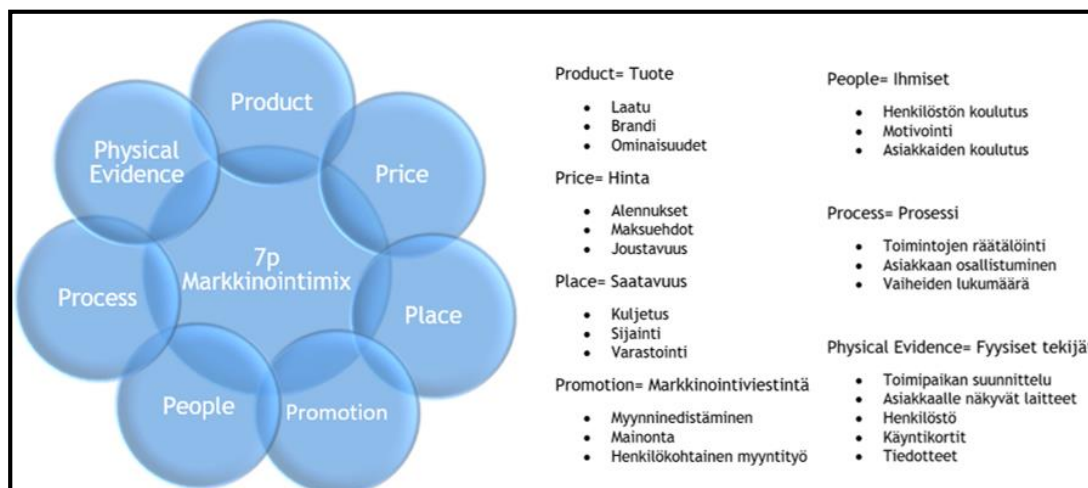 Product
Price
Place
Promotion
People
Process
Physical
Evidence
7p
Markkinointimix
Product= Tuote
• Laatu
• Brandi
• Ominaisuudet
Price= Hinta
• Alennukset
• Maksuehdot
• Joustavuus
Place= Saatavuus
• Kuljetus
• Sijainti
• Varastointi
Promotion= Markkinointiviestintä
• Myynninedistäminen
• Mainonta
• Henkilökohtainen myyntityö
People= Ihmiset
• Henkilöstön koulutus
• Motivointi
• Asiakkaiden koulutus
Process= Prosessi
• Toimintojen räätälöinti
• Asiakkaan osallistuminen
• Vaiheiden lukumäärä
Physical Evidence= Fyysiset tekijä
• Toimipaikan suunnittelu
• Asiakkaalle näkyvät laitteet
• Henkilöstö
• Käyntikortit
• Tiedotteet